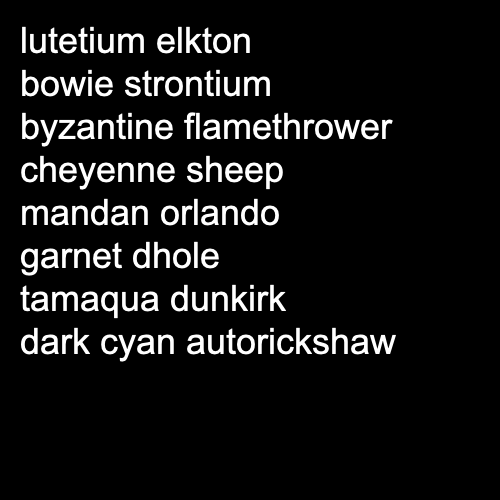 lutetium elkton
bowie strontium
byzantine flamethrower
cheyenne sheep
mandan orlando
garnet dhole
tamaqua dunkirk
dark cyan autorickshaw